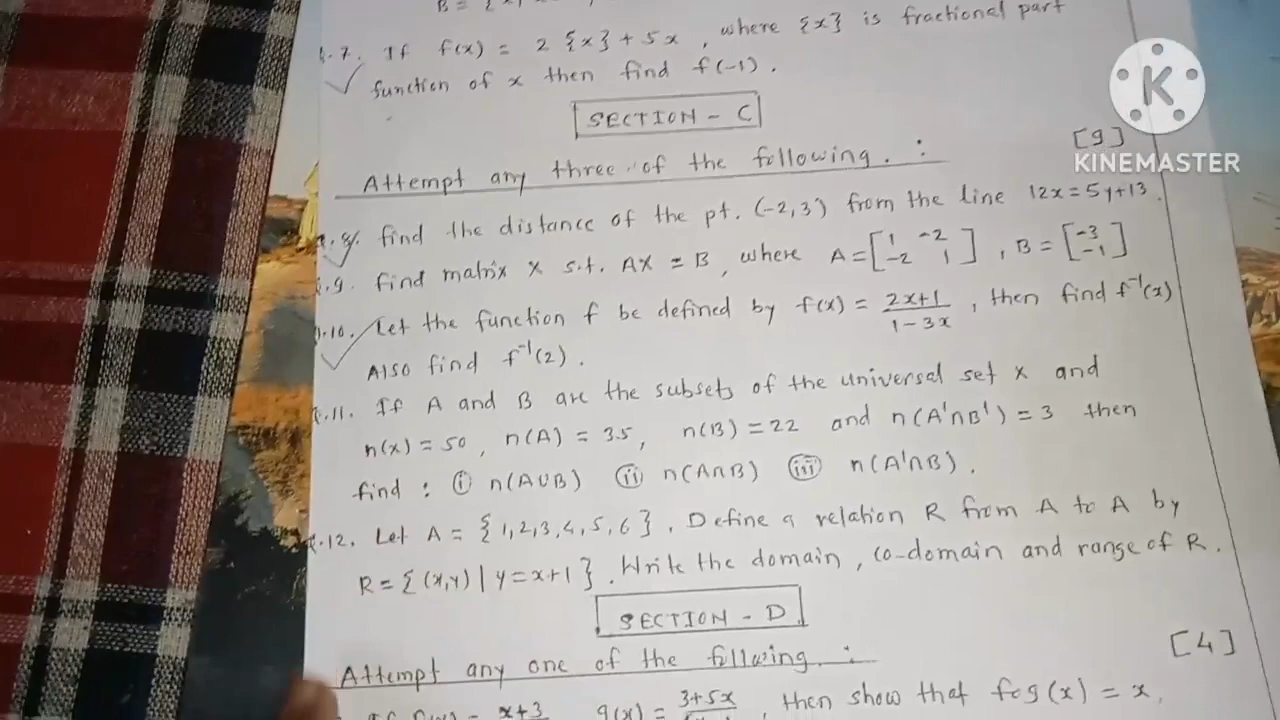 B = {x,
Q.7. If f(x) = 2 {x} + 5x , where {x} is fractional part
function of x then find f(-1) .
SECTION - C
[9]
Attempt any three of the following . :
K
KINEMASTER
Q.8. find the distance of the pt. (-2,3) from the line 12x = 5y + 13.
Q.9. find matrix x s.t. AX = B , where A = [1 -2 -2 1] , B = [-3 -1]
Q.10. Let the function f be defined by f(x) = 2x+1/1-3x , then find f⁻¹(x)
Also find f⁻¹(2) .
Q.11. If A and B are the subsets of the universal set x and
n(x) = 50 , n(A) = 35 , n(B) = 22 and n(A'∩B') = 3 then
find : (i) n(A∪B) (ii) n(A∩B) (iii) n(A'∩B) .
Q.12. Let A = {1,2,3,4,5,6} . Define a relation R from A to A by
R = {(x,y) | y = x+1} . Write the domain , co-domain and range of R .
SECTION - D
[4]
Attempt any one of the following . :
x+3 g(x) = 3+5x , then show that fog(x) = x .